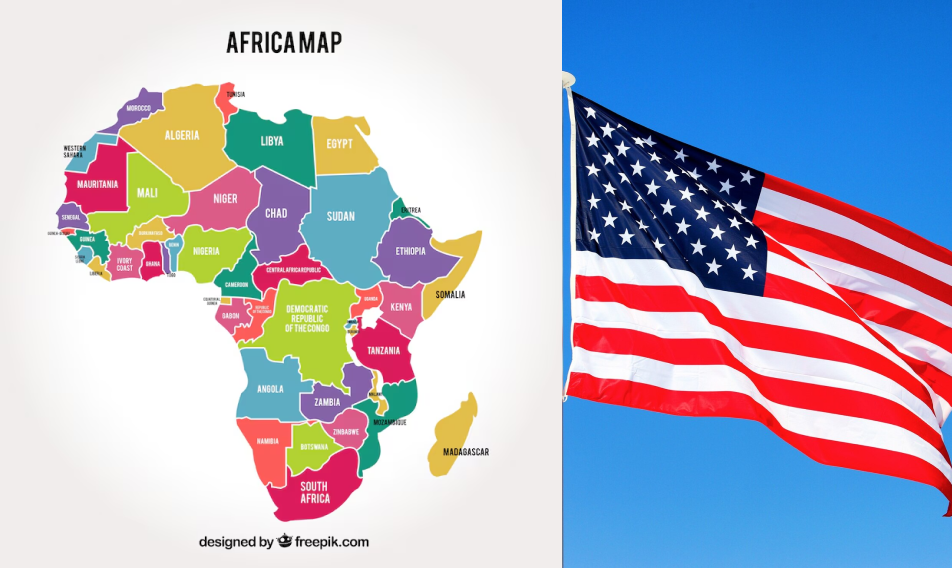 AFRICA MAP
TUNISIA
MOROCCO
ALGERIA
LIBYA
EGYPT
WESTERN
SAHARA
MAURITANIA
MALI
NIGER
CHAD
SUDAN
ERITREA
SENEGAL
GUINEA
BURKINA FASO
BENIN
NIGERIA
ETHIOPIA
IVORY
COAST
GHANA
TOGO
LIBERIA
CENTRAL AFRICA REPUBLIC
CAMEROON
SOMALIA
EQUATORIAL
GUINEA
GABON
REPUBLIC
OF THE CONGO
DEMOCRATIC
REPUBLIC
OF THE CONGO
UGANDA
KENYA
TANZANIA
ANGOLA
ZAMBIA
MALAWI
MOZAMBIQUE
NAMIBIA
BOTSWANA
ZIMBABWE
MADAGASCAR
SOUTH
AFRICA
designed by freepik.com